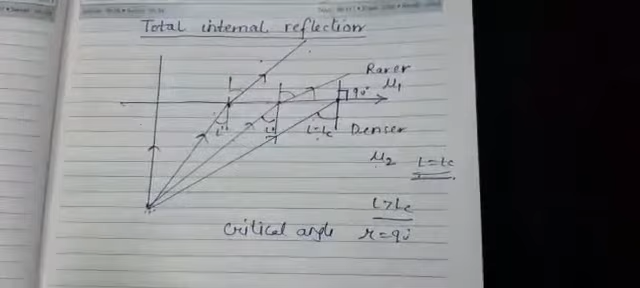 Total internal reflection
Rarer
90°
μ1
i
i
i=ic
Denser
μ2
i=ic
i>ic
Critical angle
r=90